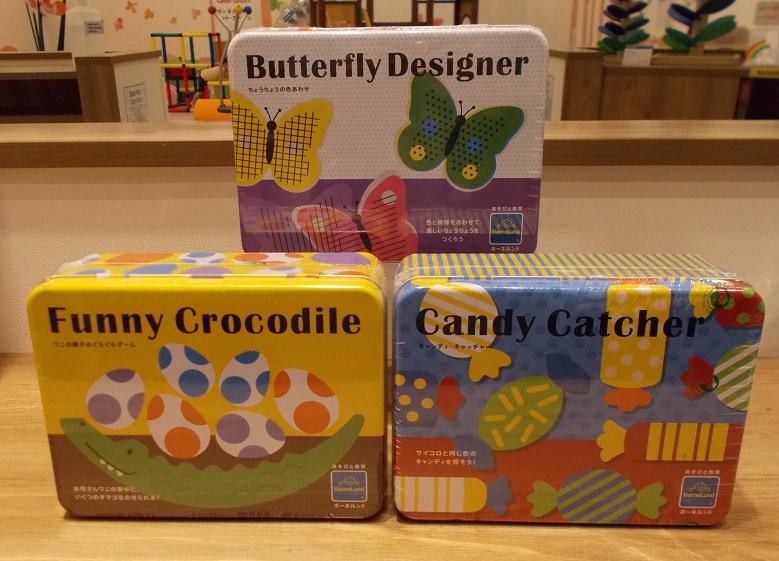 Butterfly Designer
ちょうちょうの色あわせ
色と模様をあわせて、
美しいちょうちょうを
つくろう
あそびと教育
BorneLund
ボーネルンド
Funny Crocodile
ワニの親子のぐらぐらゲーム
お母さんワニの背中に、
いくつのタマゴをのせられる?
あそびと教育
BorneLund
ボーネルンド
Candy Catcher
キャンディ・キャッチャー
サイコロと同じ色の
キャンディを探そう!
あそびと教育
BorneLund
ボーネルンド